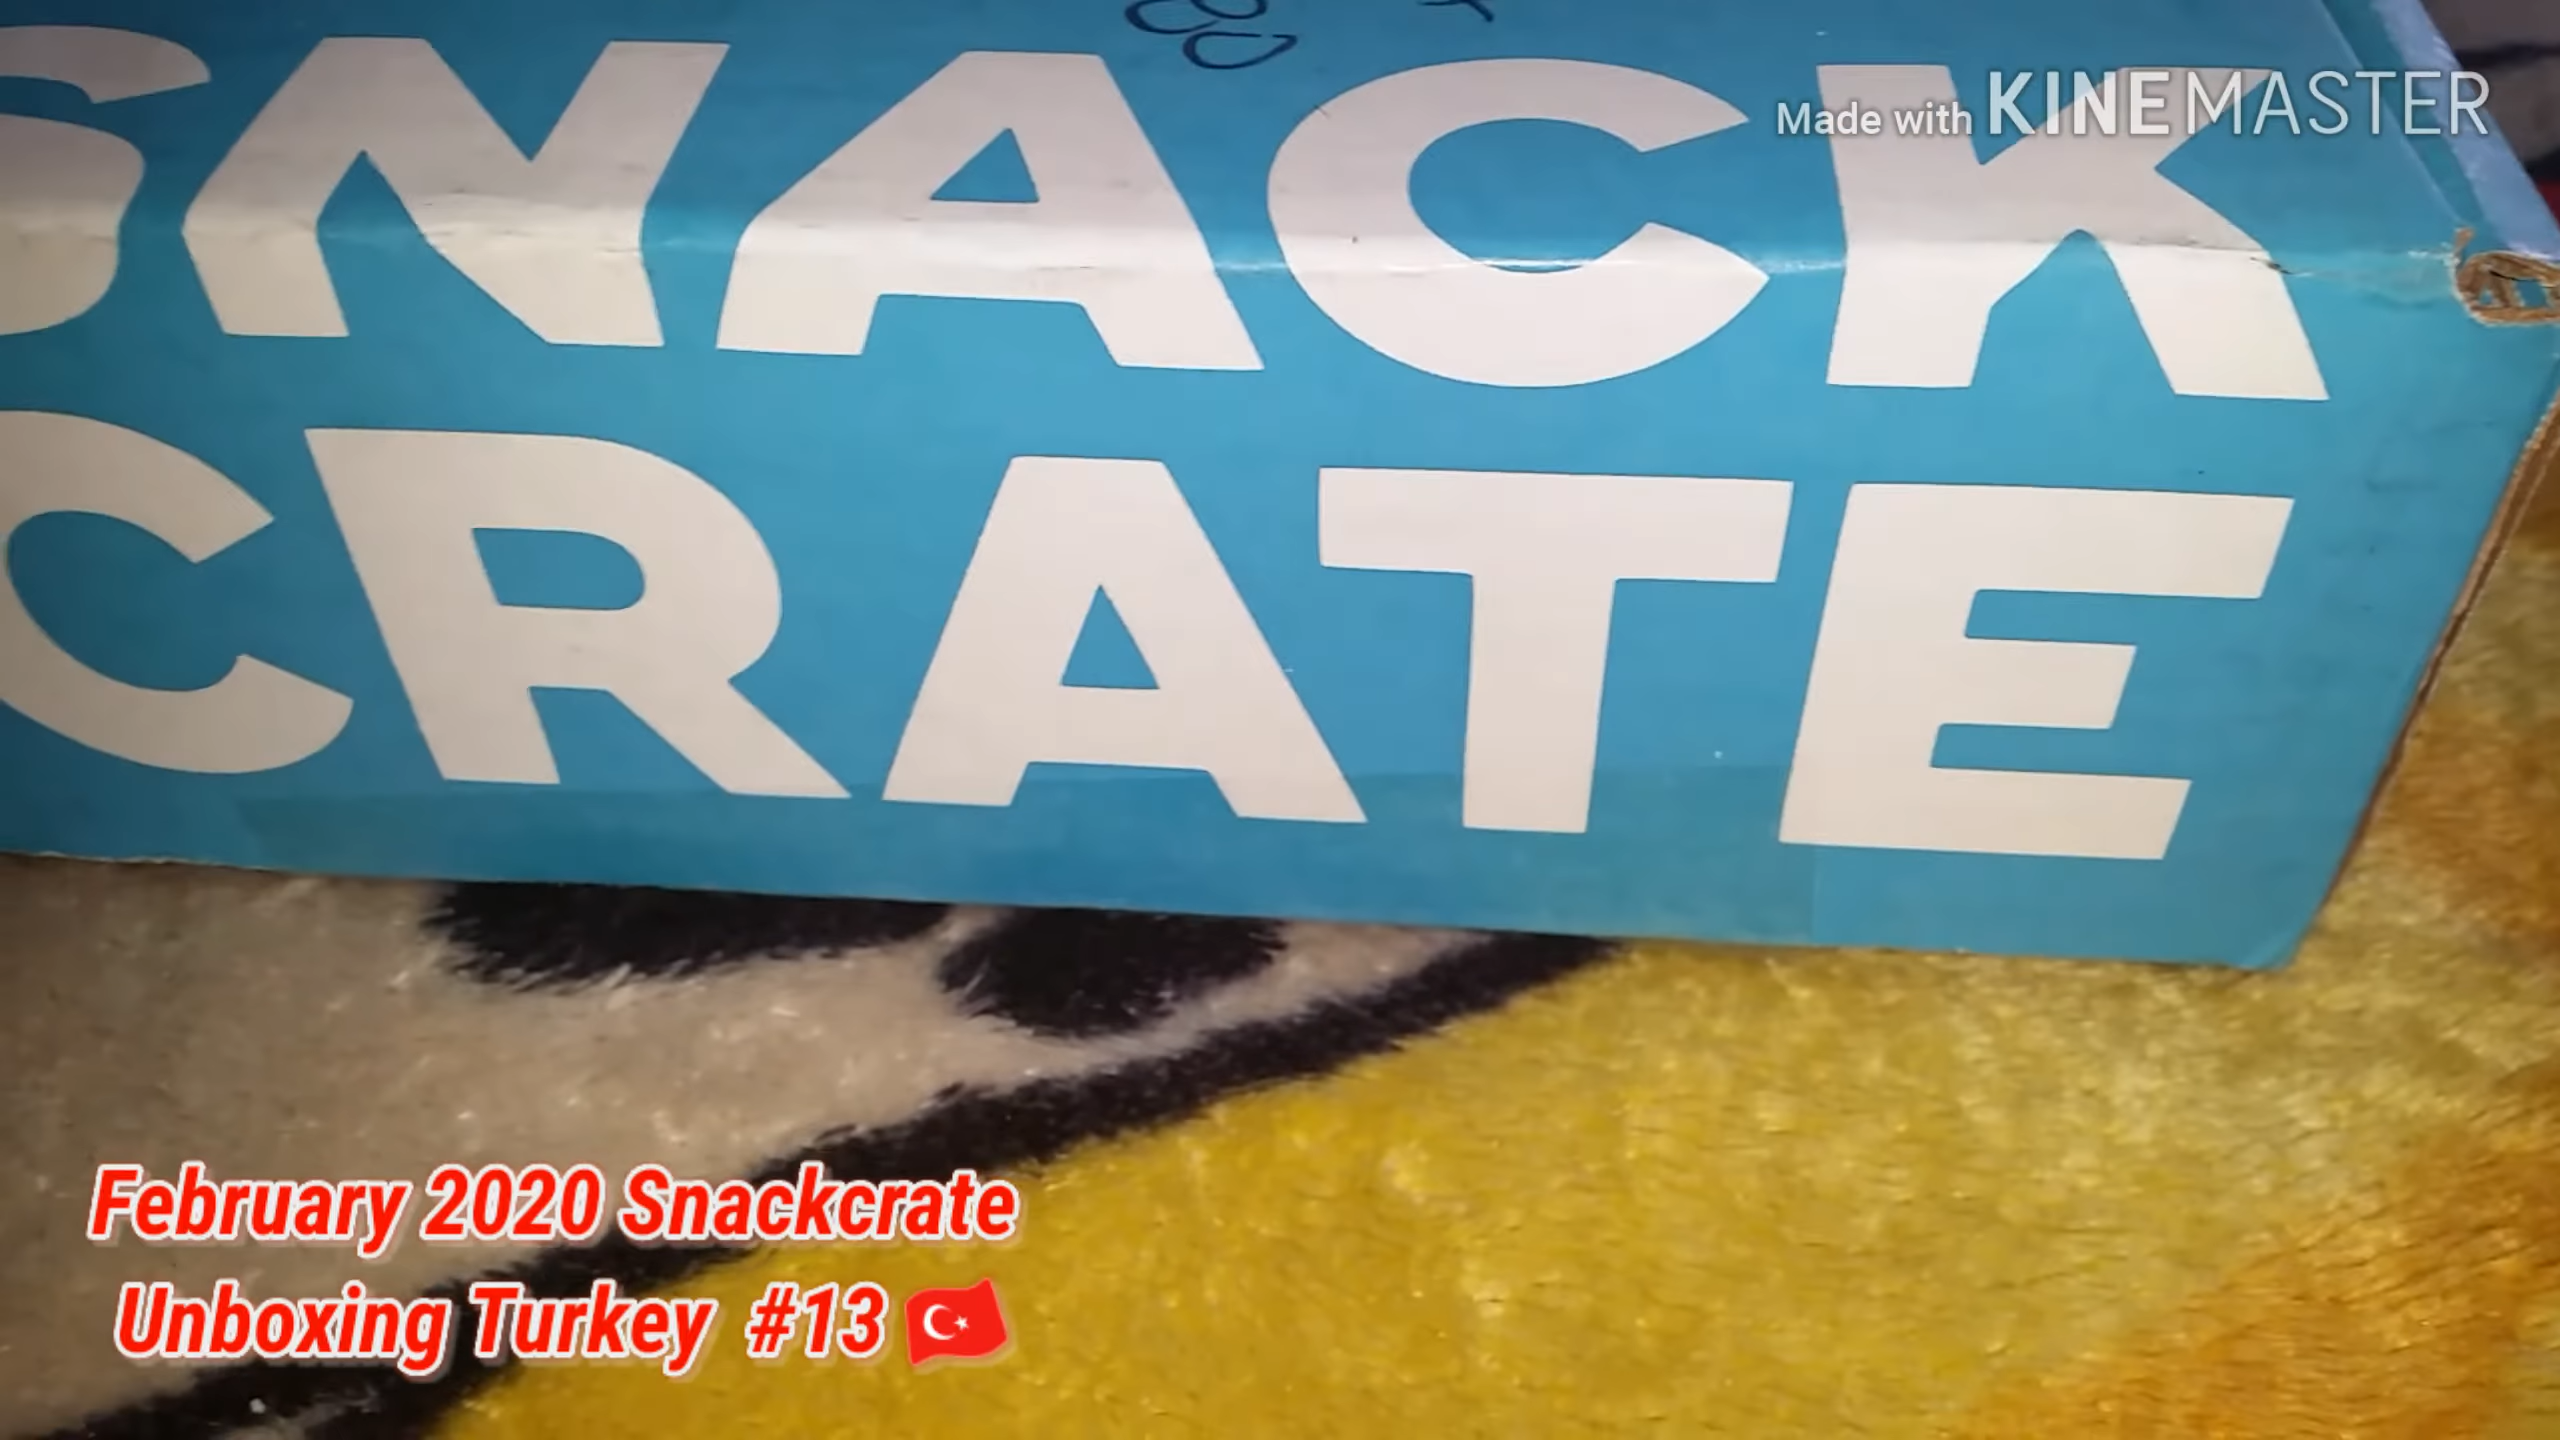 SNACK
Made with KINEMASTER
CRATE
February 2020 Snackcrate
Unboxing Turkey #13